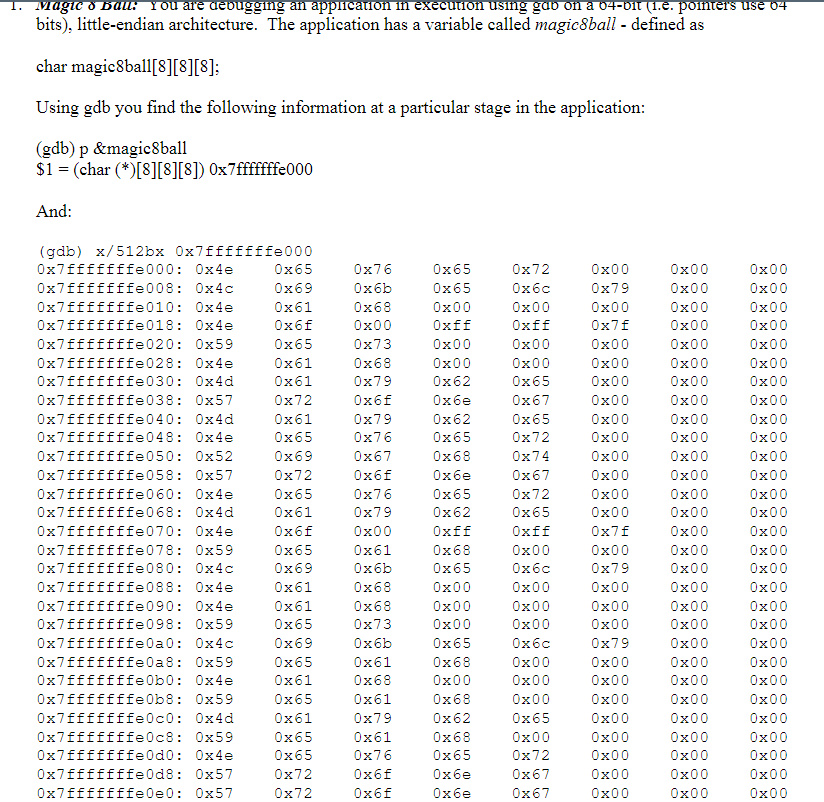 1. Magic 8 Ball: You are debugging an application in execution using gdb on a 64-bit (i.e. pointers use 64
bits), little-endian architecture. The application has a variable called magic8ball - defined as
char magic8ball[8][8][8];
Using gdb you find the following information at a particular stage in the application:
(gdb) p &magic8ball
$1 = (char (*)[8][8][8]) 0x7fffffffe000
And:
(gdb) x/512bx 0x7fffffffe000
0x7fffffffe000: 0x4e 0x65 0x76 0x65 0x72 0x00 0x00 0x00
0x7fffffffe008: 0x4c 0x69 0x6b 0x65 0x6c 0x79 0x00 0x00
0x7fffffffe010: 0x4e 0x61 0x68 0x00 0x00 0x00 0x00 0x00
0x7fffffffe018: 0x4e 0x6f 0x00 0xff 0xff 0x7f 0x00 0x00
0x7fffffffe020: 0x59 0x65 0x73 0x00 0x00 0x00 0x00 0x00
0x7fffffffe028: 0x4e 0x61 0x68 0x00 0x00 0x00 0x00 0x00
0x7fffffffe030: 0x4d 0x61 0x79 0x62 0x65 0x00 0x00 0x00
0x7fffffffe038: 0x57 0x72 0x6f 0x6e 0x67 0x00 0x00 0x00
0x7fffffffe040: 0x4d 0x61 0x79 0x62 0x65 0x00 0x00 0x00
0x7fffffffe048: 0x4e 0x65 0x76 0x65 0x72 0x00 0x00 0x00
0x7fffffffe050: 0x52 0x69 0x67 0x68 0x74 0x00 0x00 0x00
0x7fffffffe058: 0x57 0x72 0x6f 0x6e 0x67 0x00 0x00 0x00
0x7fffffffe060: 0x4e 0x65 0x76 0x65 0x72 0x00 0x00 0x00
0x7fffffffe068: 0x4d 0x61 0x79 0x62 0x65 0x00 0x00 0x00
0x7fffffffe070: 0x4e 0x6f 0x00 0xff 0xff 0x7f 0x00 0x00
0x7fffffffe078: 0x59 0x65 0x61 0x68 0x00 0x00 0x00 0x00
0x7fffffffe080: 0x4c 0x69 0x6b 0x65 0x6c 0x79 0x00 0x00
0x7fffffffe088: 0x4e 0x61 0x68 0x00 0x00 0x00 0x00 0x00
0x7fffffffe090: 0x4e 0x61 0x68 0x00 0x00 0x00 0x00 0x00
0x7fffffffe098: 0x59 0x65 0x73 0x00 0x00 0x00 0x00 0x00
0x7fffffffe0a0: 0x4c 0x69 0x6b 0x65 0x6c 0x79 0x00 0x00
0x7fffffffe0a8: 0x59 0x65 0x61 0x68 0x00 0x00 0x00 0x00
0x7fffffffe0b0: 0x4e 0x61 0x68 0x00 0x00 0x00 0x00 0x00
0x7fffffffe0b8: 0x59 0x65 0x61 0x68 0x00 0x00 0x00 0x00
0x7fffffffe0c0: 0x4d 0x61 0x79 0x62 0x65 0x00 0x00 0x00
0x7fffffffe0c8: 0x59 0x65 0x61 0x68 0x00 0x00 0x00 0x00
0x7fffffffe0d0: 0x4e 0x65 0x76 0x65 0x72 0x00 0x00 0x00
0x7fffffffe0d8: 0x57 0x72 0x6f 0x6e 0x67 0x00 0x00 0x00
0x7fffffffe0e0: 0x57 0x72 0x6f 0x6e 0x67 0x00 0x00 0x00